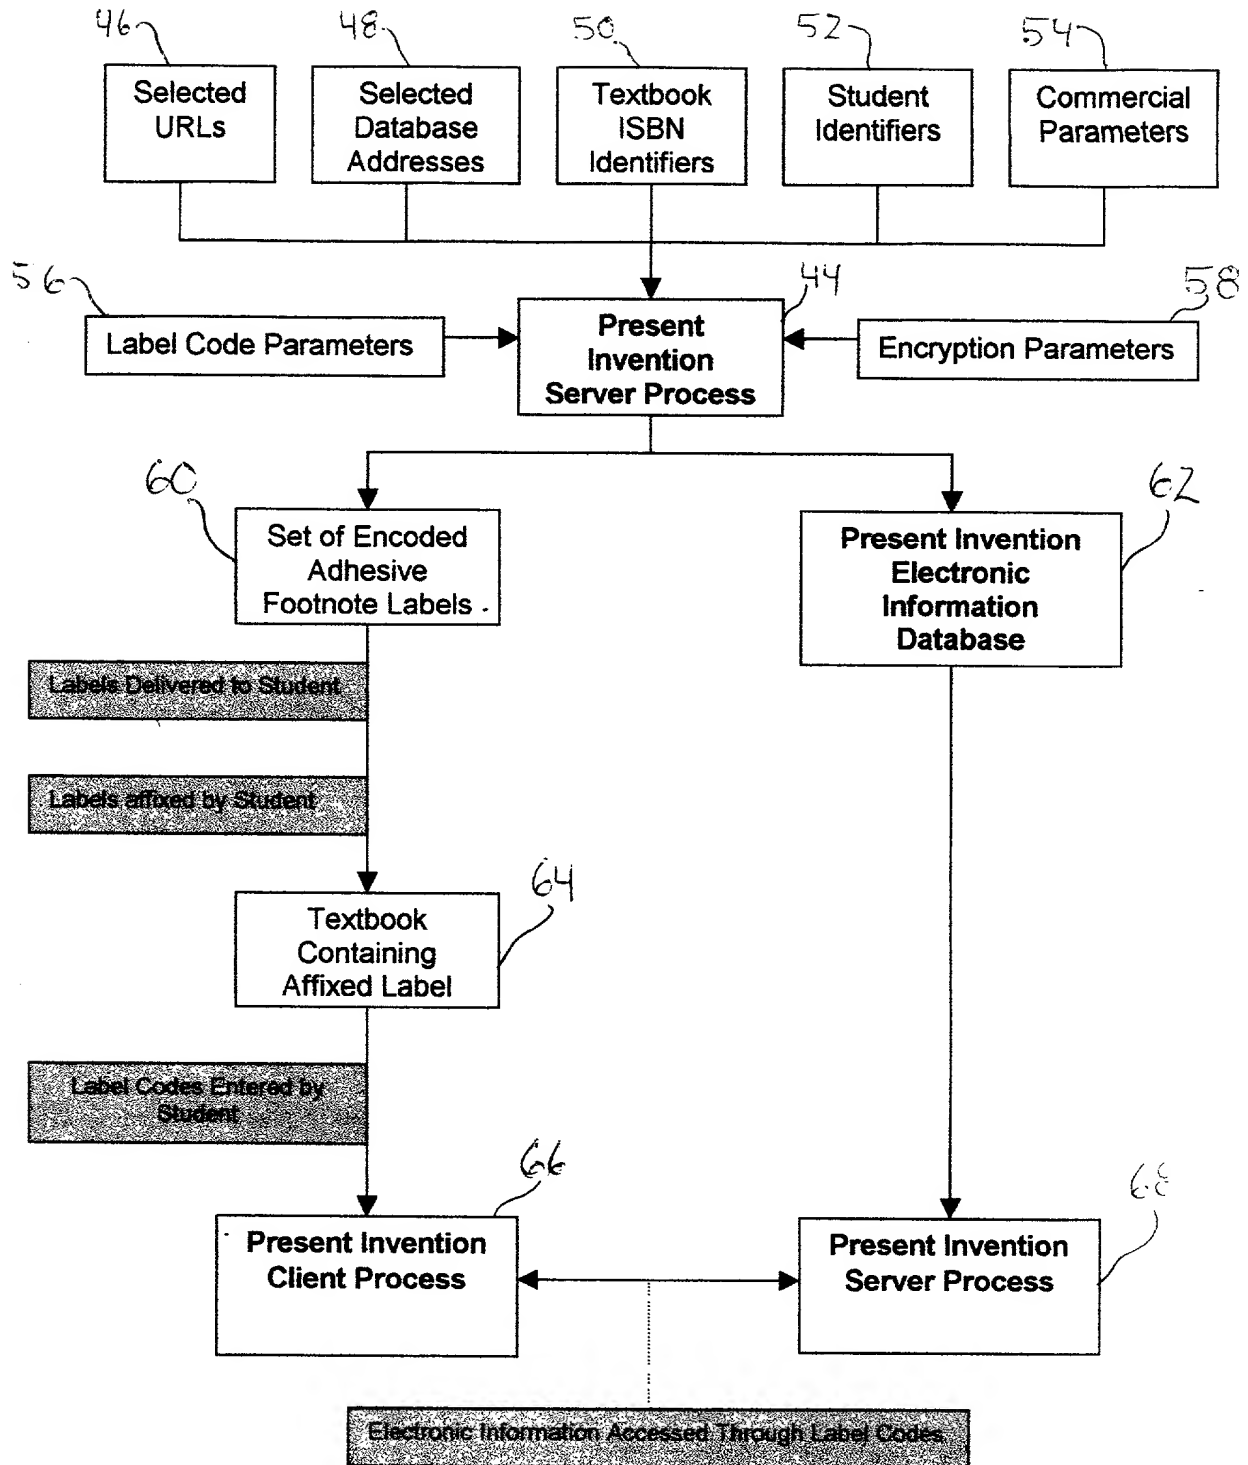 46
48
50
52
54
Selected
URLs
Selected
Database
Addresses
Textbook
ISBN
Identifiers
Student
Identifiers
Commercial
Parameters
56
44
58
Label Code Parameters
Present
Invention
Server Process
Encryption Parameters
60
62
Set of Encoded
Adhesive
Footnote Labels
Present Invention
Electronic
Information
Database
Labels Delivered to Student
Labels affixed by Student
64
Textbook
Containing
Affixed Label
Label Codes Entered by
Student
66
68
Present Invention
Client Process
Present Invention
Server Process
Electronic Information Accessed Through Label Codes